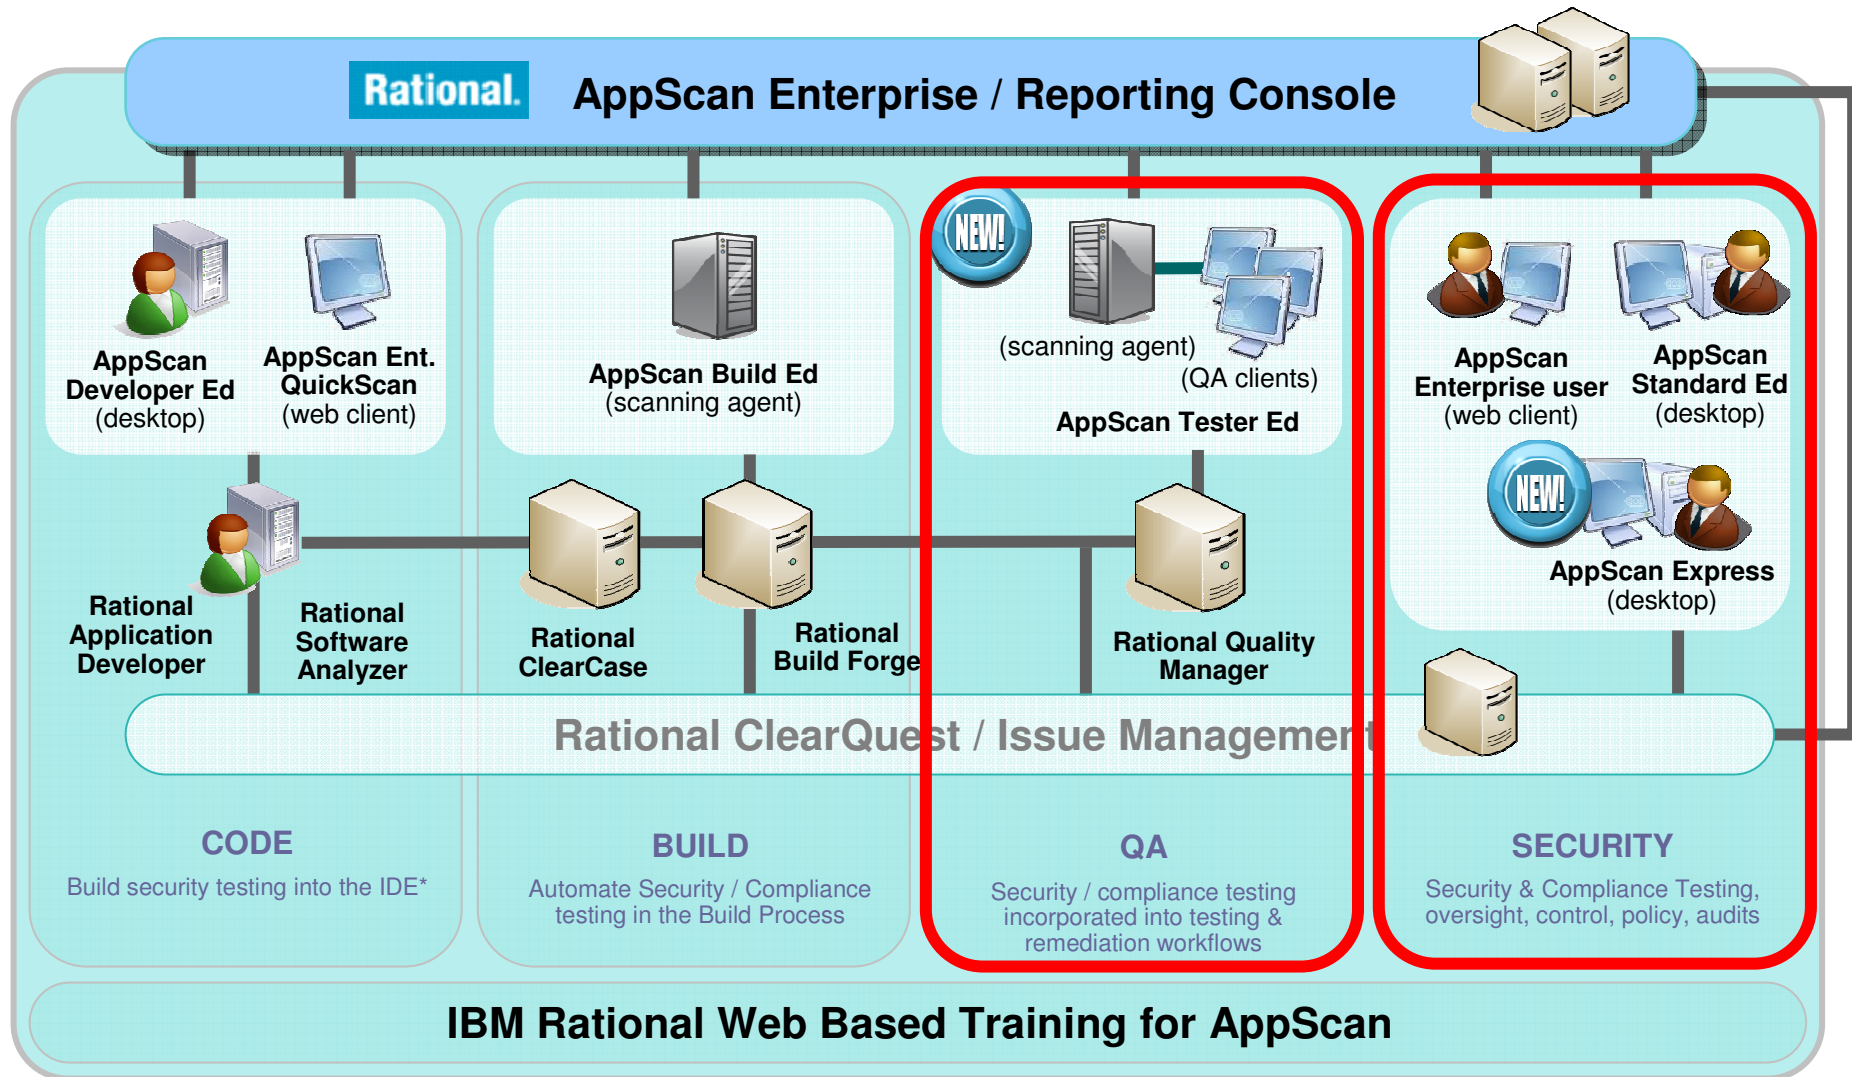 Rational. AppScan Enterprise / Reporting Console
AppScan
Developer Ed
(desktop)
AppScan Ent.
QuickScan
(web client)
AppScan Build Ed
(scanning agent)
NEW!
(scanning agent)
(QA clients)
AppScan Tester Ed
AppScan
Enterprise user
(web client)
AppScan
Standard Ed
(desktop)
NEW!
AppScan Express
(desktop)
Rational
Application
Developer
Rational
Software
Analyzer
Rational
ClearCase
Rational
Build Forge
Rational Quality
Manager
Rational ClearQuest / Issue Management
CODE
Build security testing into the IDE*
BUILD
Automate Security / Compliance
testing in the Build Process
QA
Security / compliance testing
incorporated into testing &
remediation workflows
SECURITY
Security & Compliance Testing,
oversight, control, policy, audits
IBM Rational Web Based Training for AppScan